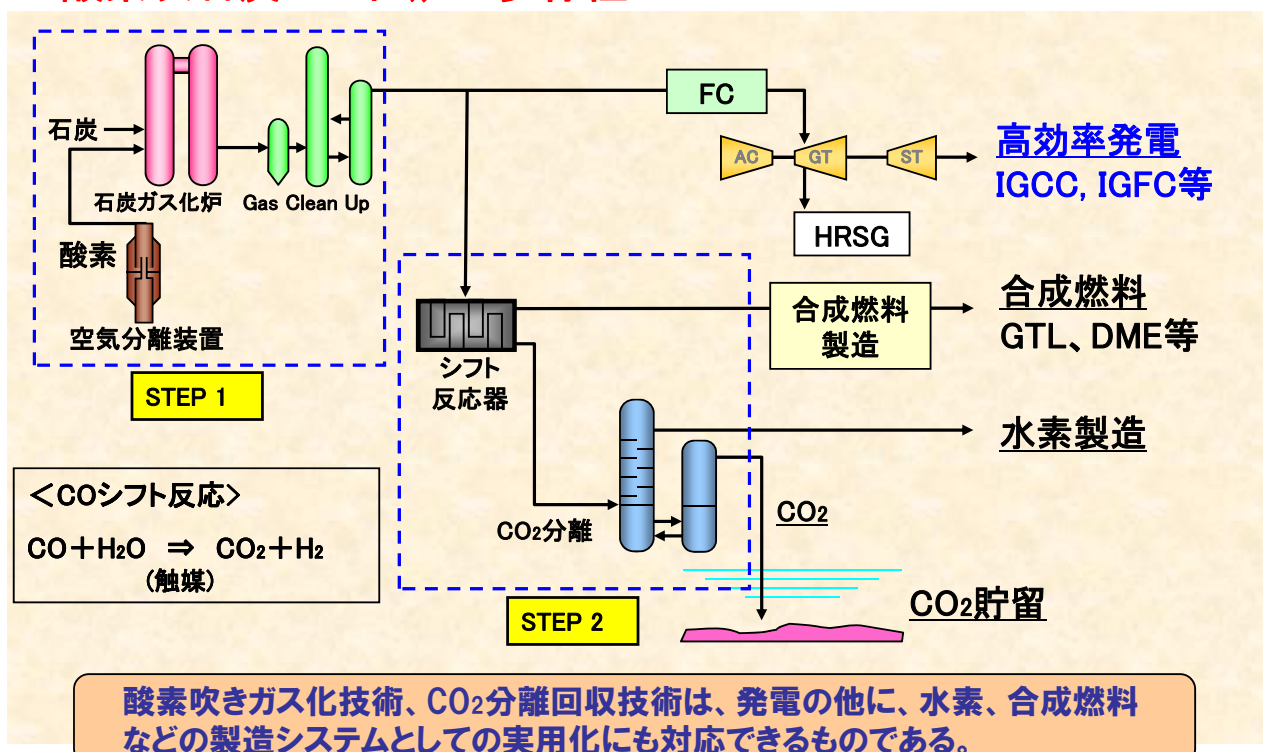 FC
石炭
AC
GT
ST
高効率発電
IGCC, IGFC等
石炭ガス化炉
Gas Clean Up
HRSG
酸素
空気分離装置
合成燃料
製造
合成燃料
GTL、DME等
シフト
反応器
STEP 1
水素製造
＜COシフト反応＞
CO＋H₂O ⇒ CO₂＋H₂
(触媒)
CO₂分離
CO₂
CO₂貯留
STEP 2
酸素吹きガス化技術、CO₂分離回収技術は、発電の他に、水素、合成燃料
などの製造システムとしての実用化にも対応できるものである。